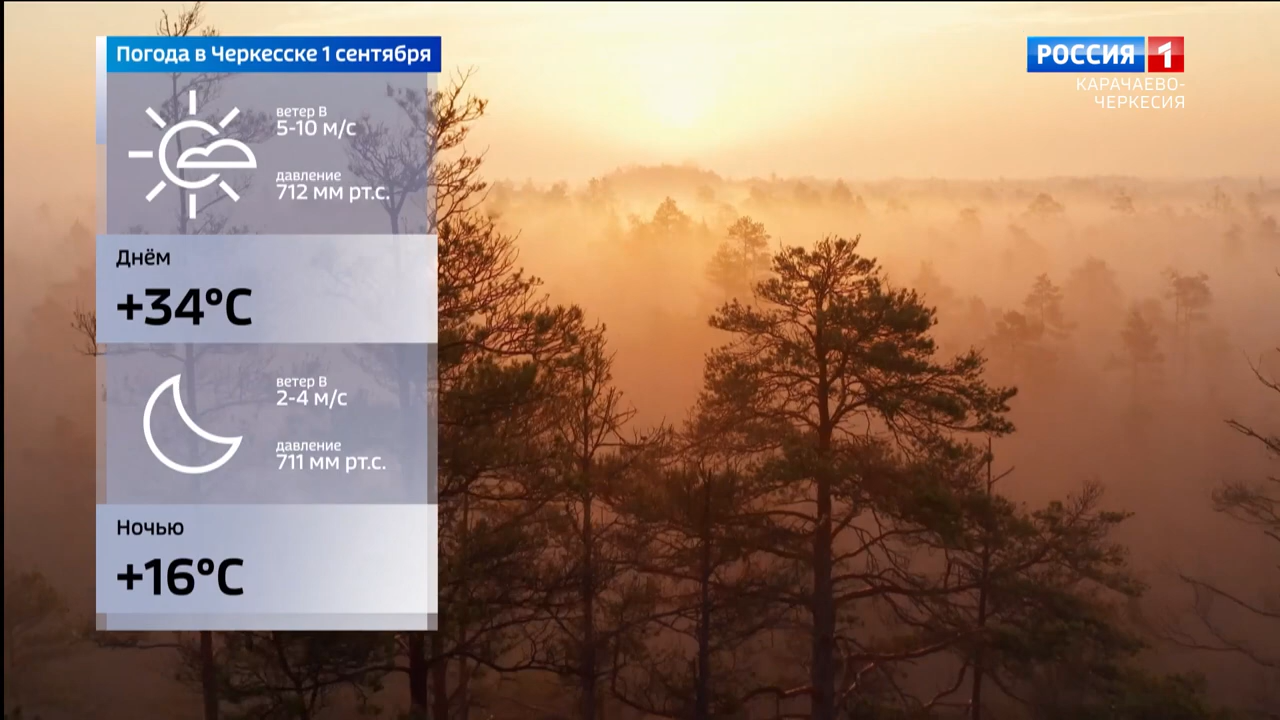 Погода в Черкесске 1 сентября
РОССИЯ 1
КАРАЧАЕВО-
ЧЕРКЕСИЯ
ветер В
5-10 м/с
давление
712 мм рт.с.
Днём
+34°C
ветер В
2-4 м/с
давление
711 мм рт.с.
Ночью
+16°C